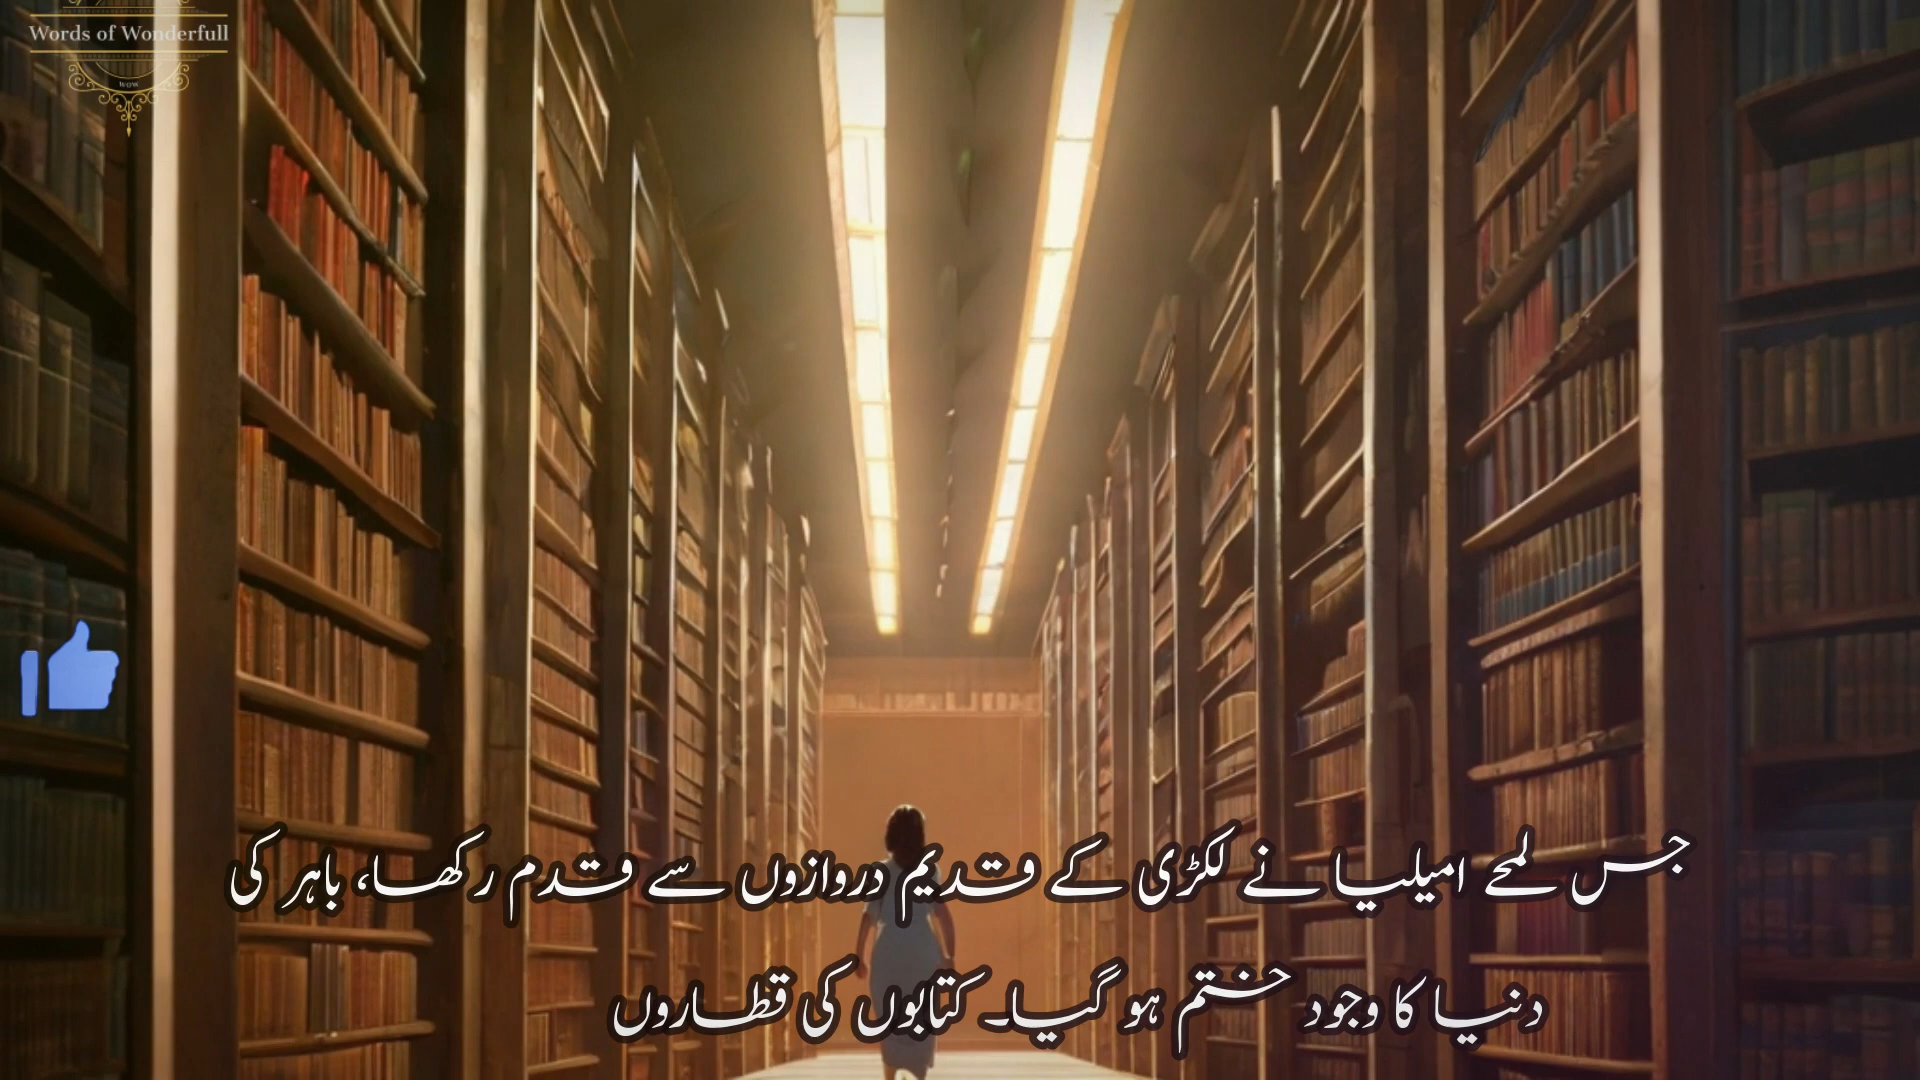 Words of Wonderfull
WOW
جس لمحے امیلیا نے لکڑی کے قدیم دروازوں سے قدم رکھا، باہر کی
دنیا کا وجود ختم ہو گیا۔ کتابوں کی قطاروں